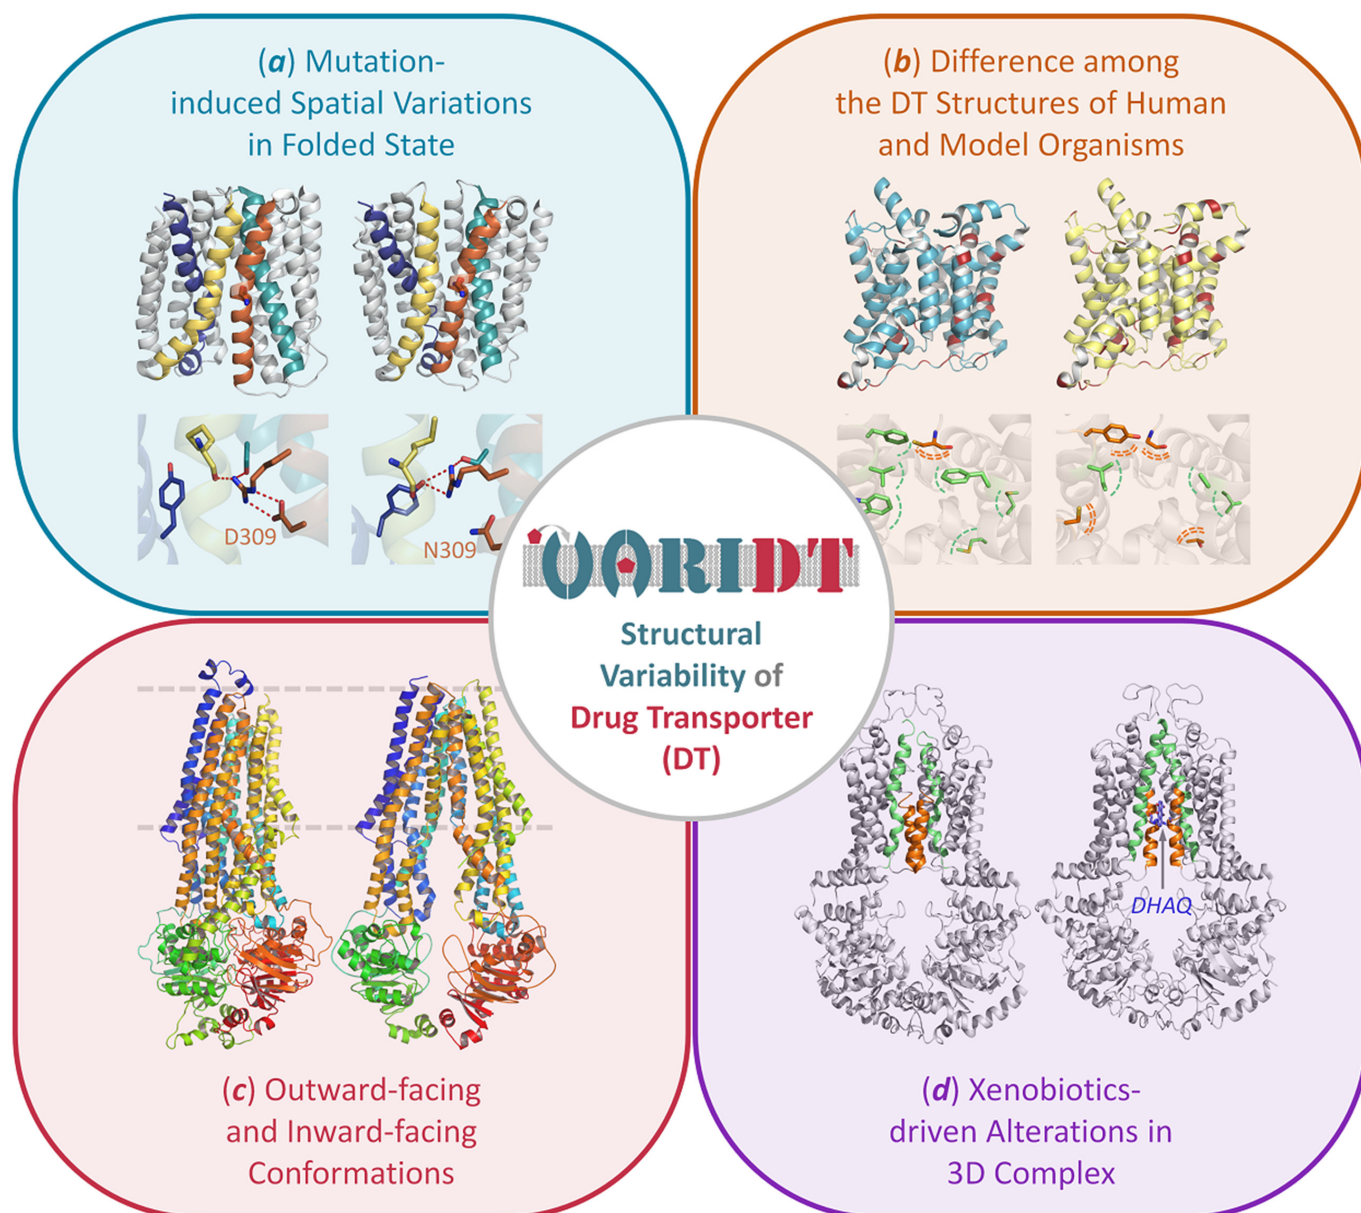 (a) Mutation-
induced Spatial Variations
in Folded State
(b) Difference among
the DT Structures of Human
and Model Organisms
D309
N309
VARIDT
Structural
Variability of
Drug Transporter
(DT)
DHAQ
(c) Outward-facing
and Inward-facing
Conformations
(d) Xenobiotics-
driven Alterations in
3D Complex